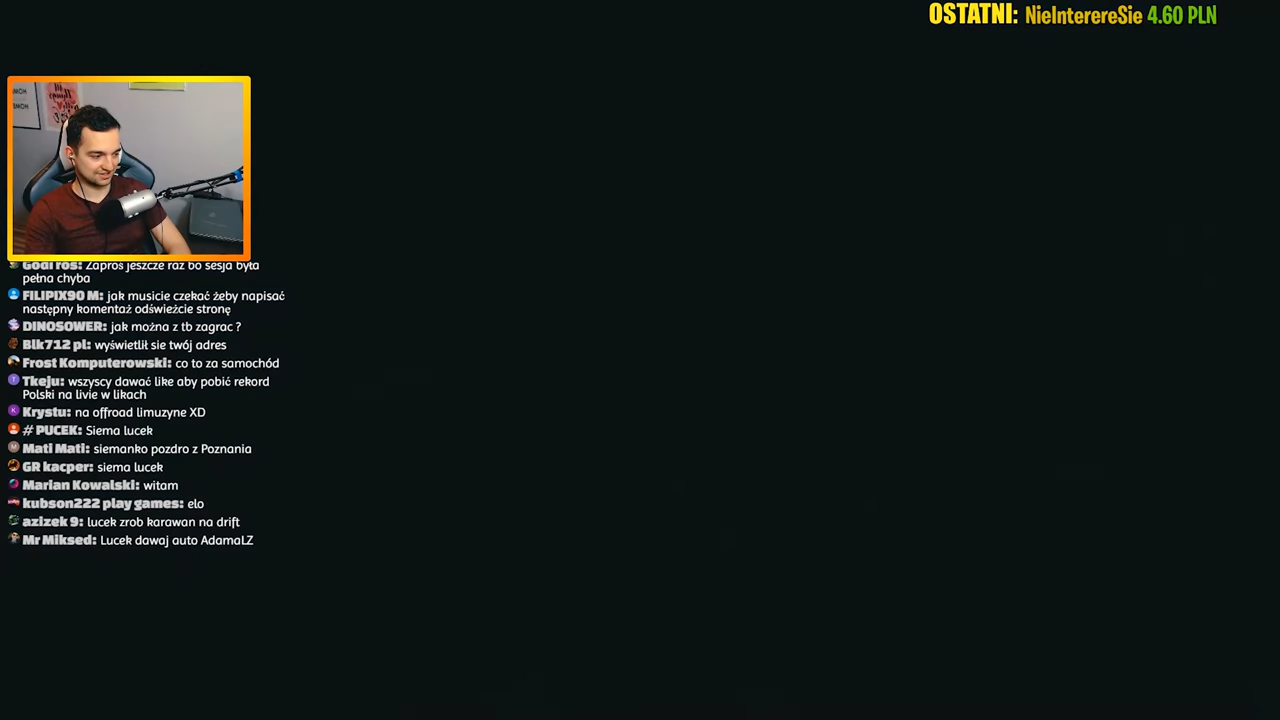 OSTATNI: NieInterereSie 4.60 PLN
HOME
Godi ros: Zaproś jeszcze raz bo sesja była
pełna chyba
FILIPIX90 M: jak musicie czekać żeby napisać
następny komentaż odświeżcie stronę
DINOSOWER: jak można z tb zagrac ?
Blk712 pl: wyświetlił sie twój adres
Frost Komputerowski: co to za samochód
Tkeju: wszyscy dawać like aby pobić rekord
Polski na livie w likach
Krystu: na offroad limuzyne XD
# PUCEK: Siema lucek
Mati Mati: siemanko pozdro z Poznania
GR kacper: siema lucek
Marian Kowalski: witam
kubson222 play games: elo
azizek 9: lucek zrob karawan na drift
Mr Miksed: Lucek dawaj auto AdamaLZ